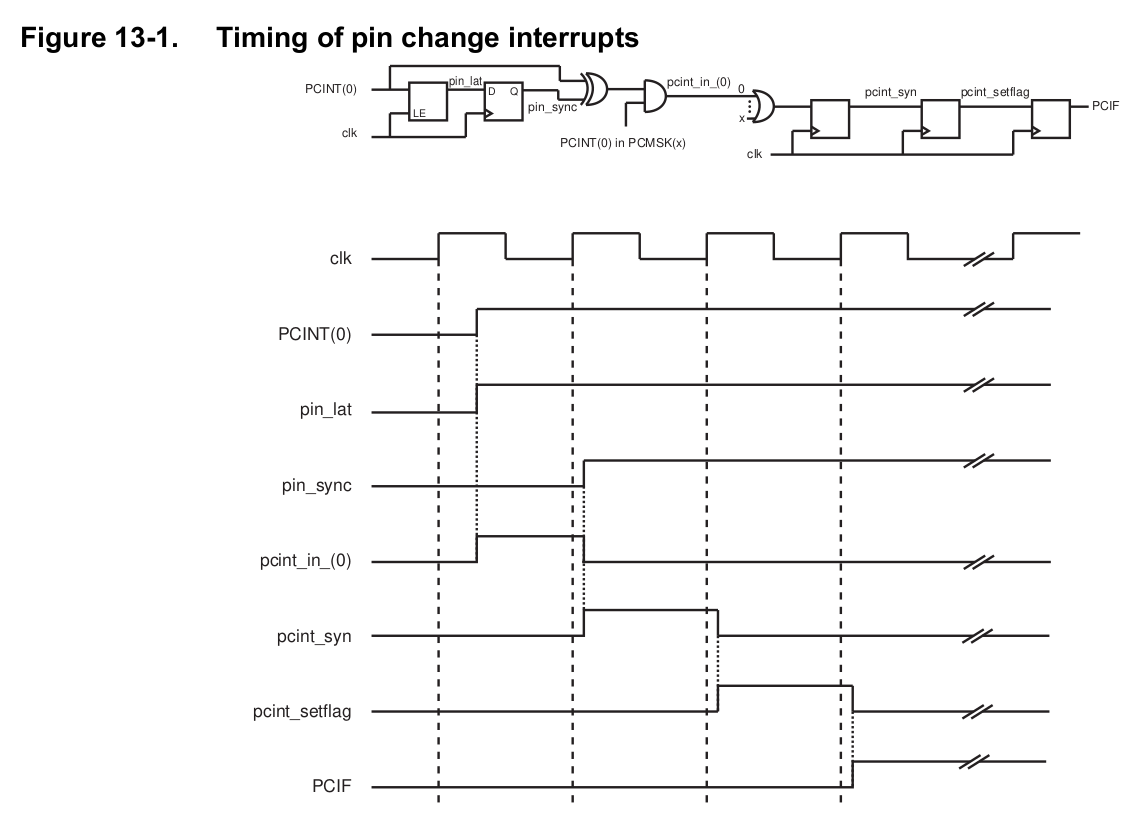 Figure 13-1. Timing of pin change interrupts
PCINT(0)
pin_lat
D Q
LE
pin_sync
clk
PCINT(0) in PCMSK(x)
pcint_in_(0)
0
x
pcint_syn
pcint_setflag
PCIF
clk
clk
PCINT(0)
pin_lat
pin_sync
pcint_in_(0)
pcint_syn
pcint_setflag
PCIF